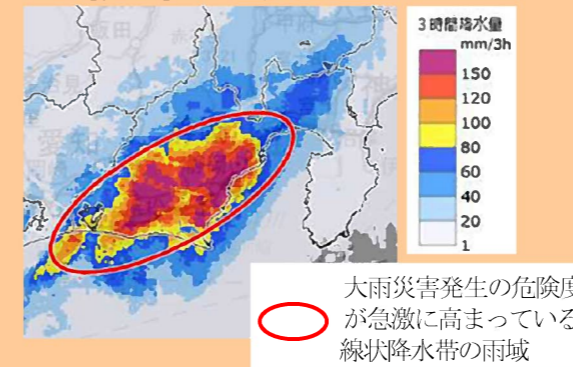 3時間降水量
mm/3h
150
120
100
80
60
40
20
1
大雨災害発生の危険度
が急激に高まっている
線状降水帯の雨域